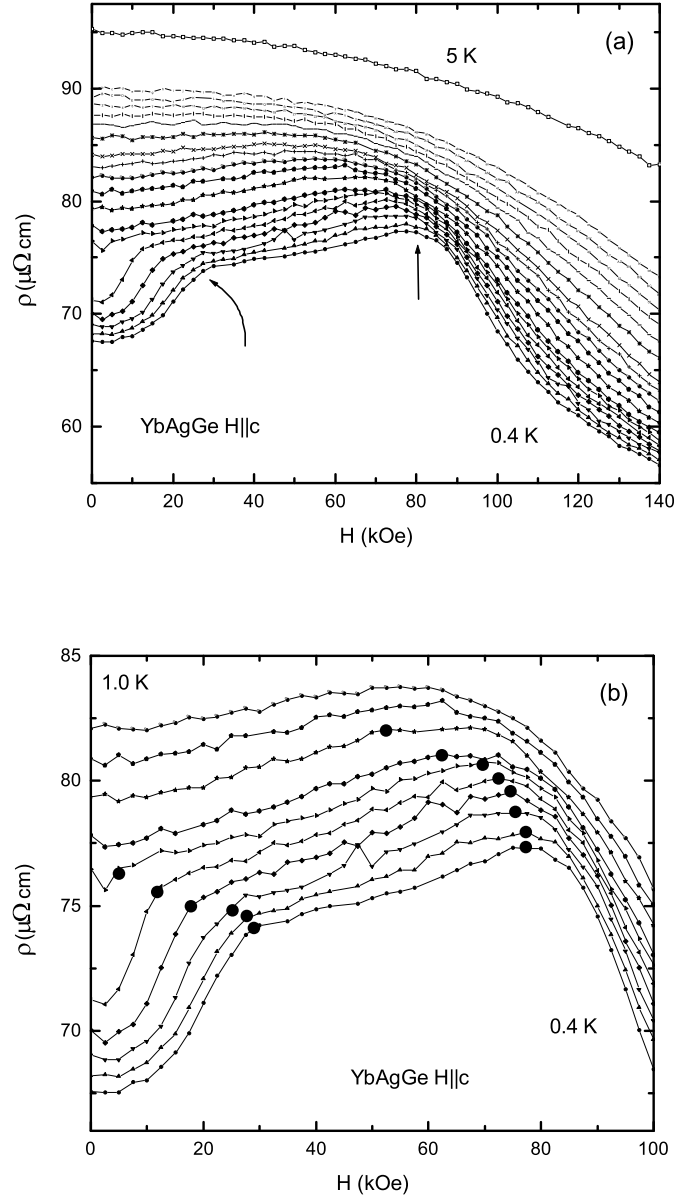 (a)
5 K
90
80
70
60
ρ (μΩ cm)
YbAgGe H||c
0.4 K
0 20 40 60 80 100 120 140
H (kOe)
85
1.0 K
(b)
80
75
70
ρ (μΩ cm)
0.4 K
YbAgGe H||c
0 20 40 60 80 100
H (kOe)